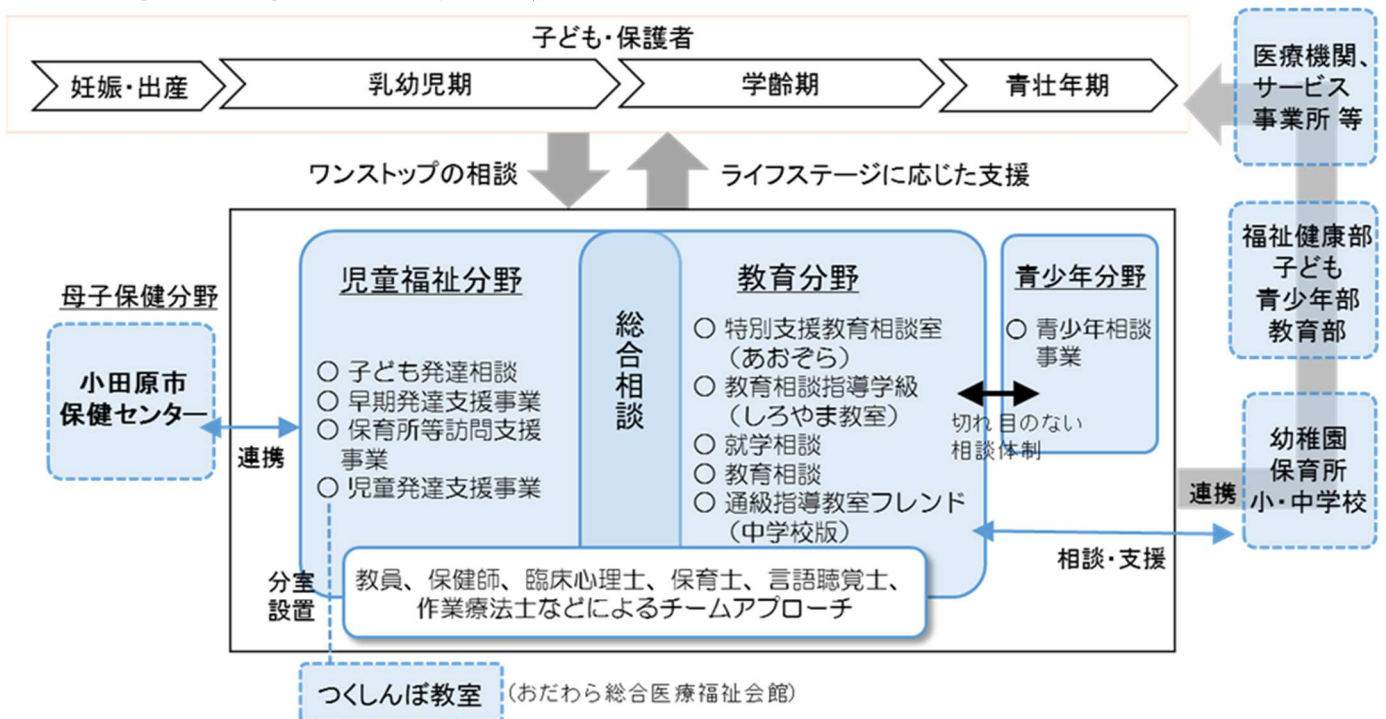 子ども・保護者
妊娠・出産
乳幼児期
学齢期
青壮年期
ワンストップの相談
ライフステージに応じた支援
医療機関、
サービス
事業所 等
福祉健康部
子ども
青少年部
教育部
幼稚園
保育所
小・中学校
母子保健分野
小田原市
保健センター
連携
児童福祉分野
○ 子ども発達相談
○ 早期発達支援事業
○ 保育所等訪問支援
事業
○ 児童発達支援事業
総合相談
教育分野
○ 特別支援教育相談室
（あおぞら）
○ 教育相談指導学級
（しろやま教室）
○ 就学相談
○ 教育相談
○ 通級指導教室フレンド
（中学校版）
青少年分野
○ 青少年相談
事業
切れ目のない
相談体制
連携
相談・支援
教員、保健師、臨床心理士、保育士、言語聴覚士、
作業療法士などによるチームアプローチ
分室
設置
つくしんぼ教室
（おだわら総合医療福祉会館）